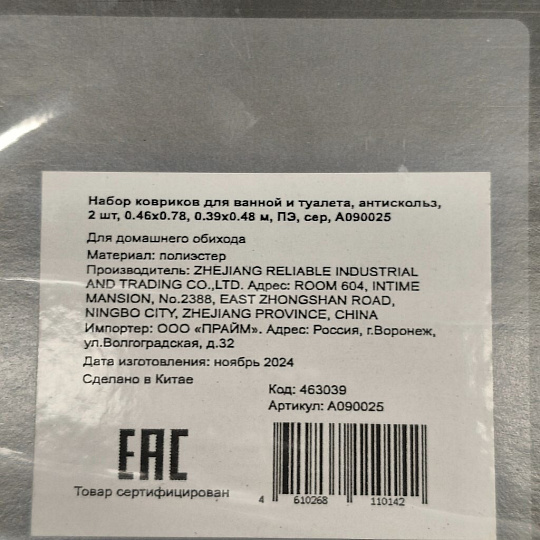 Набор ковриков для ванной и туалета, антискольз,
2 шт, 0.46x0.78, 0.39x0.48 м, ПЭ, сер, А090025
Для домашнего обихода
Материал: полиэстер
Производитель: ZHEJIANG RELIABLE INDUSTRIAL
AND TRADING CO.,LTD. Адрес: ROOM 604, INTIME
MANSION, No.2388, EAST ZHONGSHAN ROAD,
NINGBO CITY, ZHEJIANG PROVINCE, CHINA
Импортер: ООО «ПРАЙМ». Адрес: Россия, г.Воронеж,
ул.Волгоградская, д.32
Дата изготовления: ноябрь 2024
Сделано в Китае
Код: 463039
Артикул: А090025
EAC
Товар сертифицирован
4 610268 110142